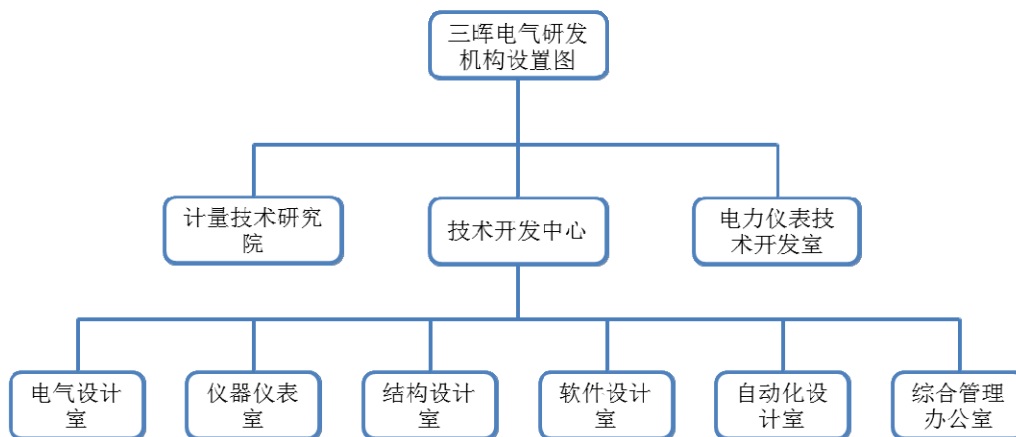 三晖电气研发
机构设置图
计量技术研究
院
技术开发中心
电力仪表技
术开发室
电气设计
室
仪器仪表
室
结构设计
室
软件设计
室
自动化设
计室
综合管理
办公室